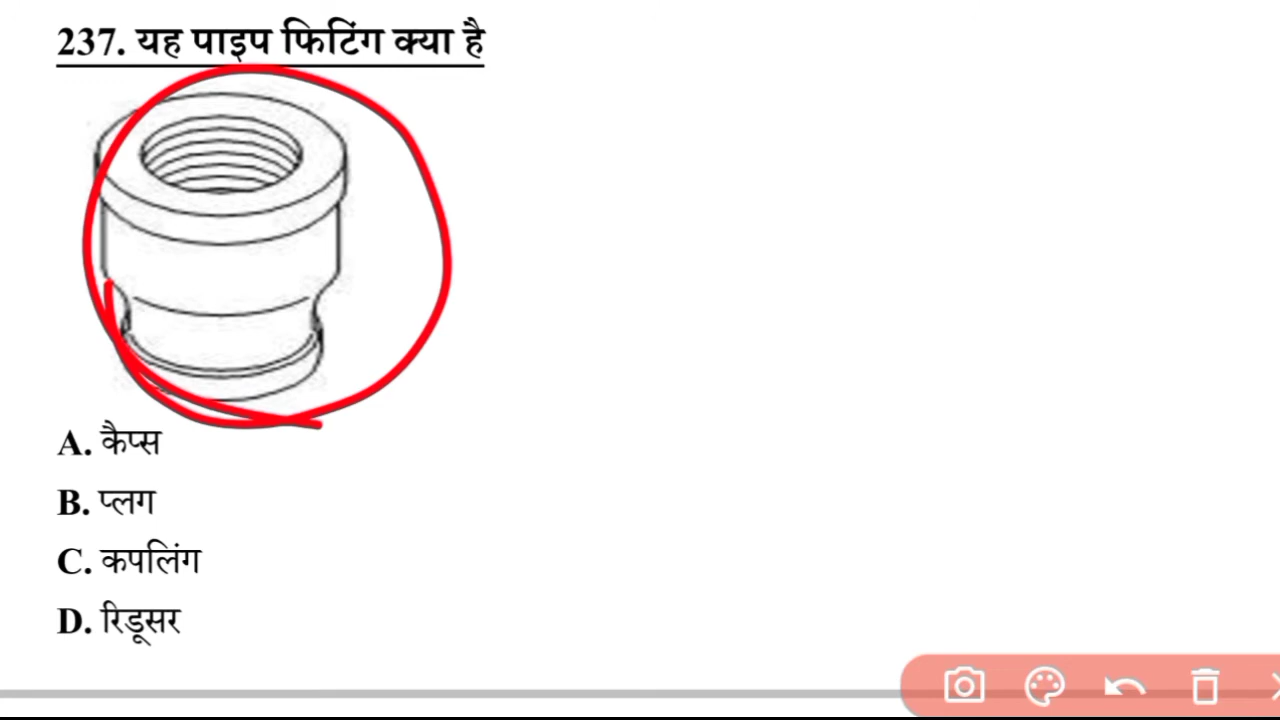 237. यह पाइप फिटिंग क्या है
A. कैप्स
B. प्लग
C. कपलिंग
D. रिडूसर